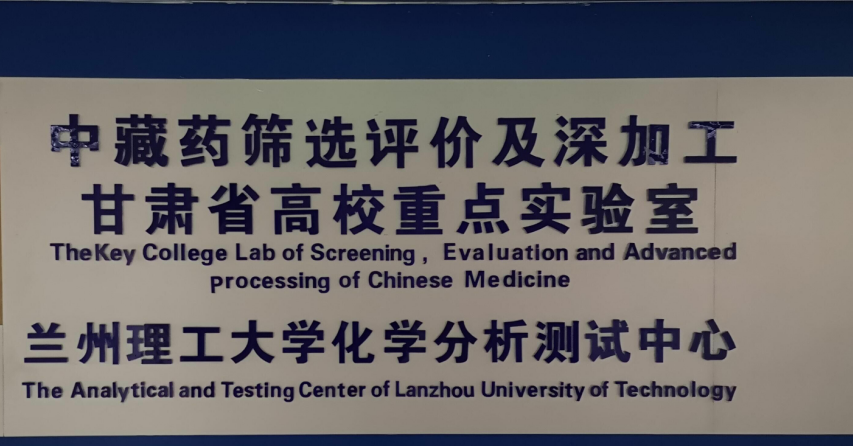 中藏药筛选评价及深加工
甘肃省高校重点实验室
TheKey College Lab of Screening, Evaluation and Advanced
processing of Chinese Medicine
兰州理工大学化学分析测试中心
The Analytical and Testing Center of Lanzhou University of Technology